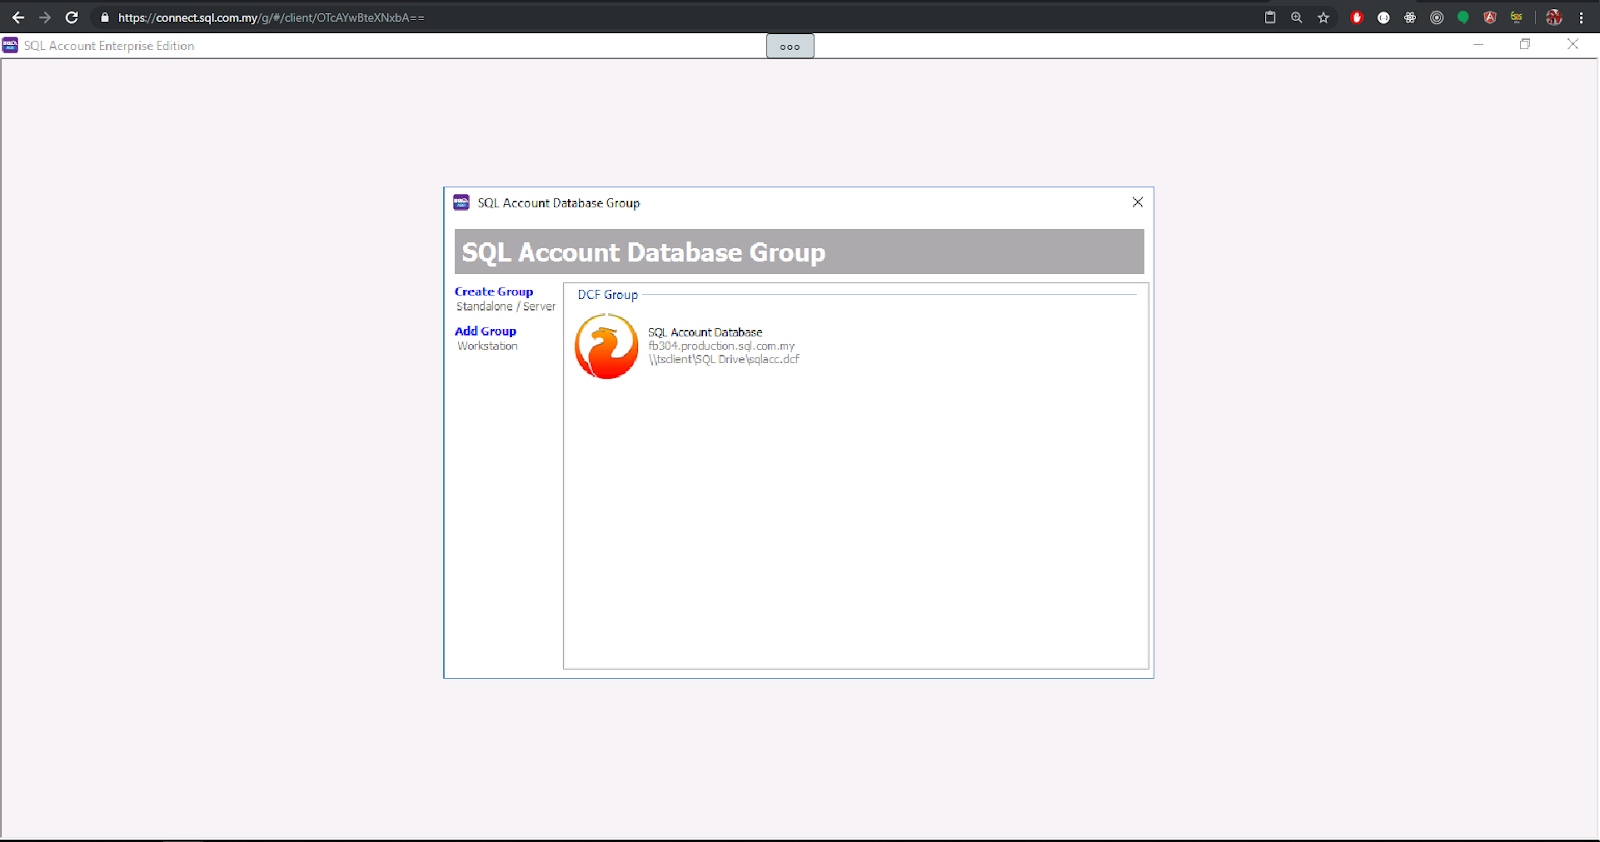 https://connect.sql.com.my/g/#/client/OTcAYwBteXNxbA==
SQL Account Enterprise Edition
SQL Account Database Group
SQL Account Database Group
Create Group
Standalone / Server
Add Group
Workstation
DCF Group
SQL Account Database
fb304.production.sql.com.my
\\tsclient\SQL Drive\sqlacc.dcf